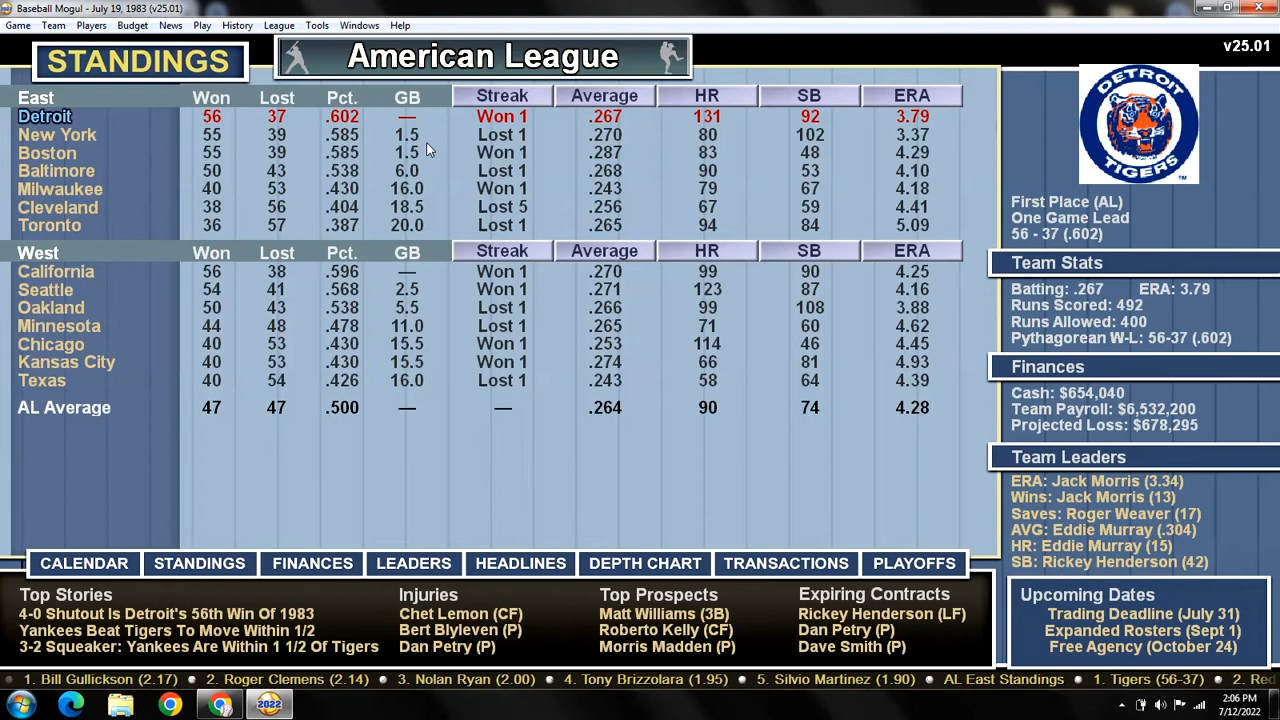 Baseball Mogul - July 19, 1983 (v25.01)
Game Team Players Budget News Play History League Tools Windows Help
STANDINGS American League v25.01
East Won Lost Pct. GB Streak Average HR SB ERA
Detroit 56 37 .602 — Won 1 .267 131 92 3.79
New York 55 39 .585 1.5 Lost 1 .270 80 102 3.37
Boston 55 39 .585 1.5 Won 1 .287 83 48 4.29
Baltimore 50 43 .538 6.0 Lost 1 .268 90 53 4.10
Milwaukee 40 53 .430 16.0 Won 1 .243 79 67 4.18
Cleveland 38 56 .404 18.5 Lost 5 .256 67 59 4.41
Toronto 36 57 .387 20.0 Lost 1 .265 94 84 5.09
West Won Lost Pct. GB Streak Average HR SB ERA
California 56 38 .596 — Won 1 .270 99 90 4.25
Seattle 54 41 .568 2.5 Won 1 .271 123 87 4.16
Oakland 50 43 .538 5.5 Lost 1 .266 99 108 3.88
Minnesota 44 48 .478 11.0 Lost 1 .265 71 60 4.62
Chicago 40 53 .430 15.5 Won 1 .253 114 46 4.45
Kansas City 40 53 .430 15.5 Won 1 .274 66 81 4.93
Texas 40 54 .426 16.0 Lost 1 .243 58 64 4.39
AL Average 47 47 .500 — — .264 90 74 4.28
DETROIT
TIGERS
TM
First Place (AL)
One Game Lead
56 - 37 (.602)
Team Stats
Batting: .267 ERA: 3.79
Runs Scored: 492
Runs Allowed: 400
Pythagorean W-L: 56-37 (.602)
Finances
Cash: $654,040
Team Payroll: $6,532,200
Projected Loss: $678,295
Team Leaders
ERA: Jack Morris (3.34)
Wins: Jack Morris (13)
Saves: Roger Weaver (17)
AVG: Eddie Murray (.304)
HR: Eddie Murray (15)
SB: Rickey Henderson (42)
CALENDAR STANDINGS FINANCES LEADERS HEADLINES DEPTH CHART TRANSACTIONS PLAYOFFS
Top Stories
4-0 Shutout Is Detroit's 56th Win Of 1983
Yankees Beat Tigers To Move Within 1/2
3-2 Squeaker: Yankees Are Within 1 1/2 Of Tigers
Injuries
Chet Lemon (CF)
Bert Blyleven (P)
Dan Petry (P)
Top Prospects
Matt Williams (3B)
Roberto Kelly (CF)
Morris Madden (P)
Expiring Contracts
Rickey Henderson (LF)
Dan Petry (P)
Dave Smith (P)
Upcoming Dates
Trading Deadline (July 31)
Expanded Rosters (Sept 1)
Free Agency (October 24)
1. Bill Gullickson (2.17) 2. Roger Clemens (2.14) 3. Nolan Ryan (2.00) 4. Tony Brizzolara (1.95) 5. Silvio Martinez (1.90) AL East Standings 1. Tigers (56-37) 2. Red
2022
2:06 PM
7/12/2022